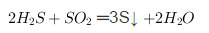 2H₂S + SO₂ =3S↓ +2H₂O